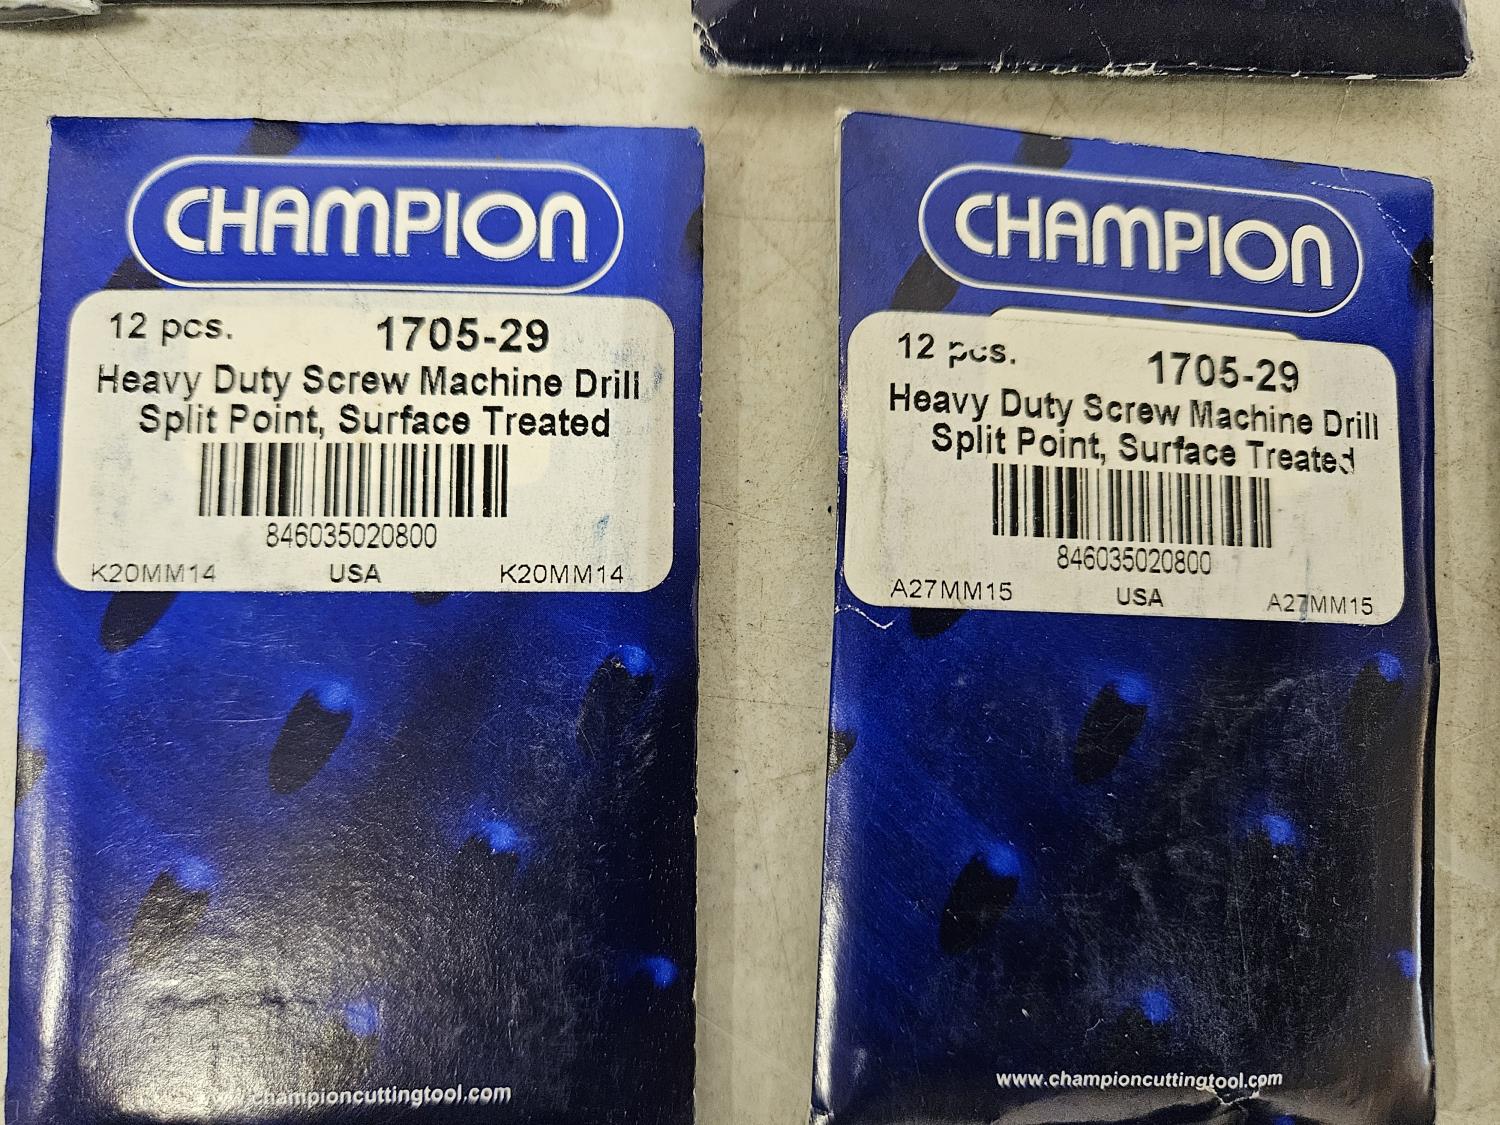 CHAMPION
12 pcs. 1705-29
Heavy Duty Screw Machine Drill
Split Point, Surface Treated
846035020800
K20MM14 USA K20MM14
www.championcuttingtool.com
CHAMPION
12 pcs. 1705-29
Heavy Duty Screw Machine Drill
Split Point, Surface Treated
846035020800
A27MM15 USA A27MM15
www.championcuttingtool.com